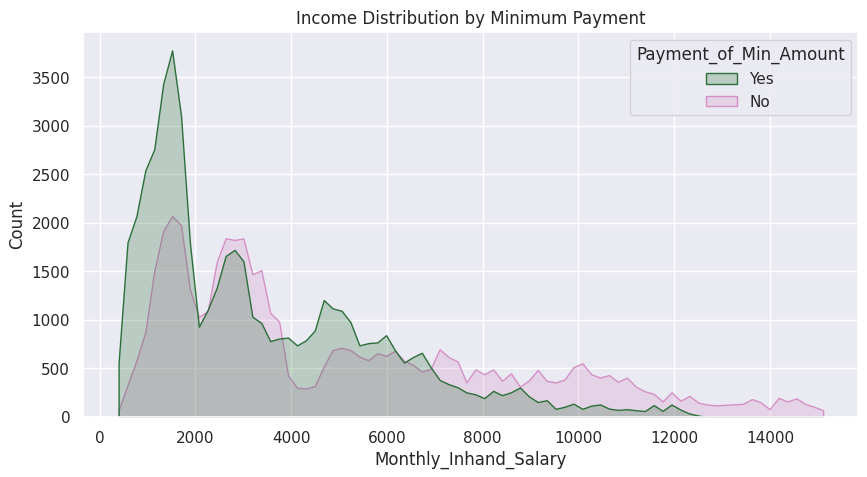 Income Distribution by Minimum Payment
Payment_of_Min_Amount
Yes
No
Count
3500
3000
2500
2000
1500
1000
500
0
0 2000 4000 6000 8000 10000 12000 14000
Monthly_Inhand_Salary